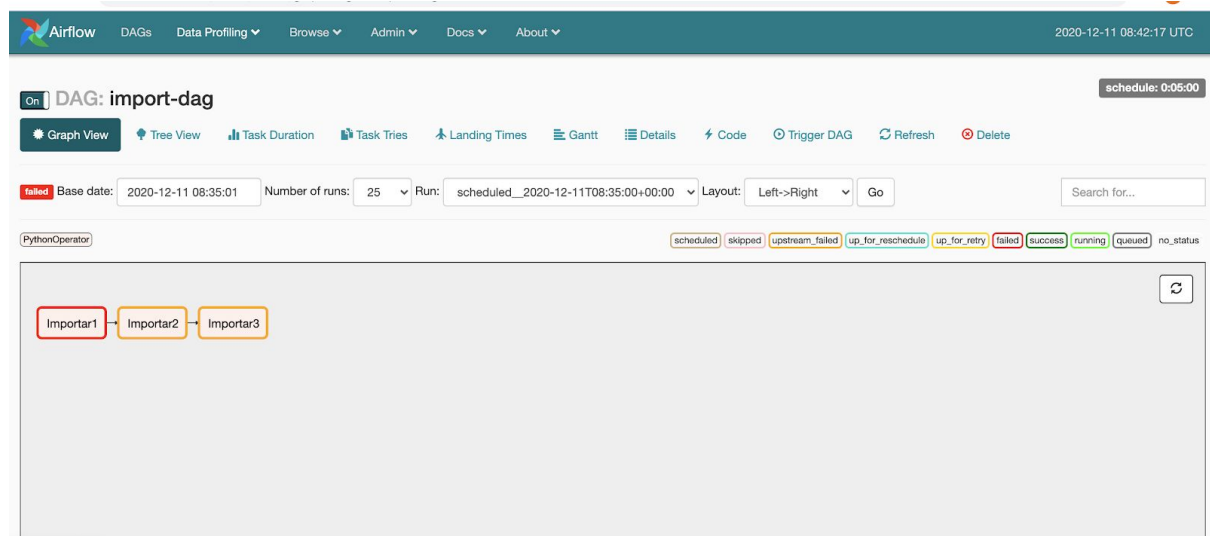 Airflow DAGs Data Profiling Browse Admin Docs About 2020-12-11 08:42:17 UTC
On DAG: import-dag schedule: 0:05:00
Graph View Tree View Task Duration Task Tries Landing Times Gantt Details Code Trigger DAG Refresh Delete
failed Base date: 2020-12-11 08:35:01 Number of runs: 25 Run: scheduled__2020-12-11T08:35:00+00:00 Layout: Left->Right Go Search for...
PythonOperator scheduled skipped upstream_failed up_for_reschedule up_for_retry failed success running queued no_status
Importar1 Importar2 Importar3